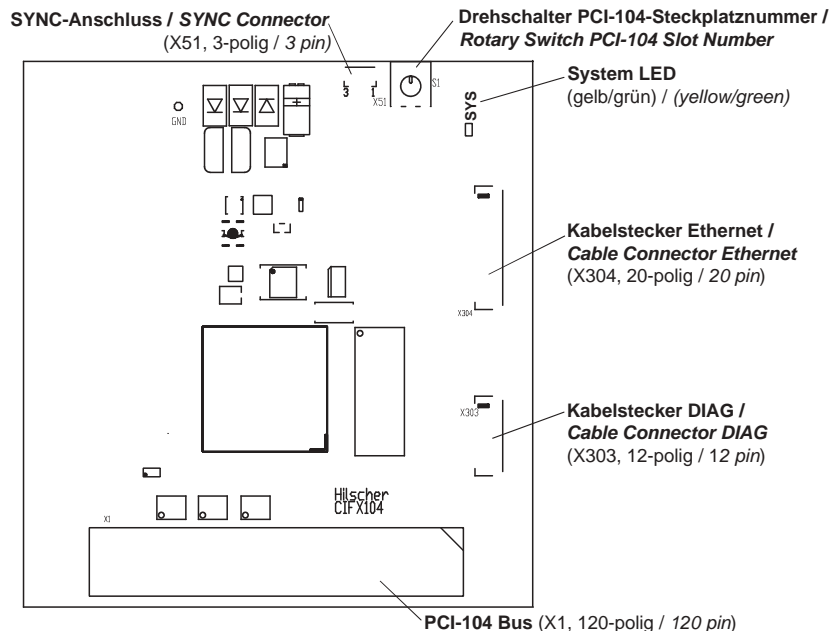 SYNC-Anschluss / SYNC Connector
(X51, 3-polig / 3 pin)
Drehschalter PCI-104-Steckplatznummer /
Rotary Switch PCI-104 Slot Number
System LED
(gelb/grün) / (yellow/green)
3 1
X51
S1
SYS
GND
Kabelstecker Ethernet /
Cable Connector Ethernet
(X304, 20-polig / 20 pin)
X304
X303
Kabelstecker DIAG /
Cable Connector DIAG
(X303, 12-polig / 12 pin)
Hilscher
CIFX104
X1
PCI-104 Bus (X1, 120-polig / 120 pin)